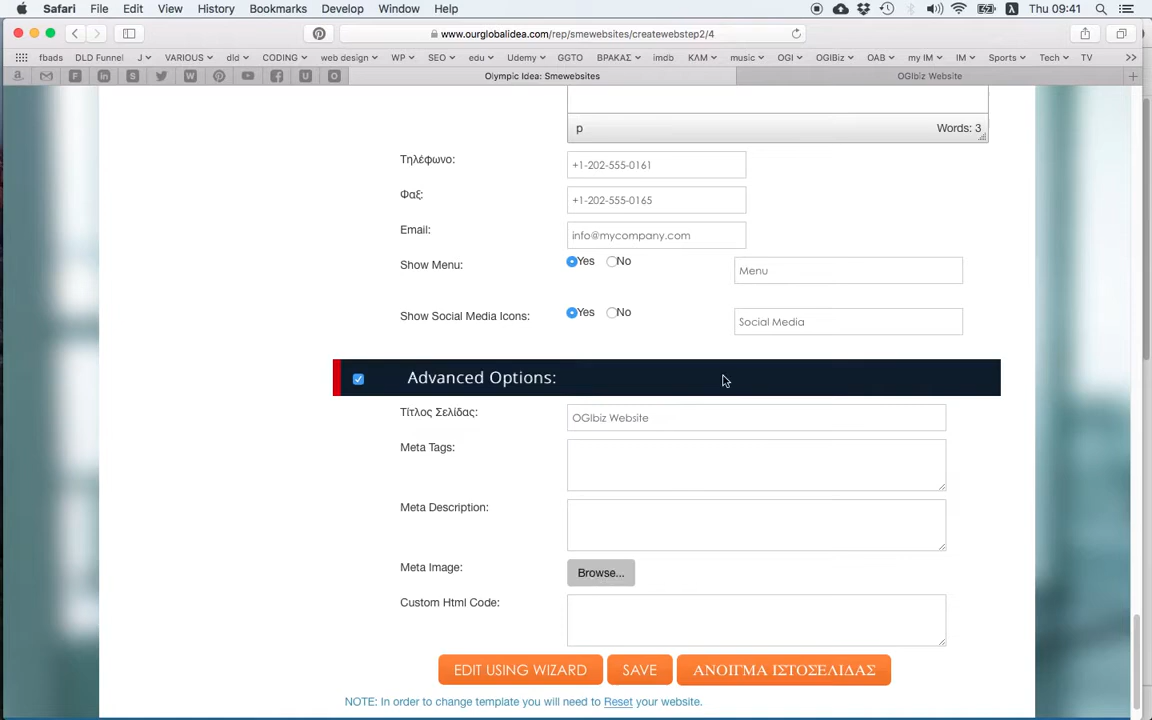 Safari File Edit View History Bookmarks Develop Window Help Thu 09:41
www.ourglobalidea.com/rep/smewebsites/createwebstep2/4
fbads DLD Funnel J VARIOUS dld CODING web design WP SEO Udemy GGTO ΒΡΑΚΑΣ imdb edu ΚΛΜ music OGI OGIBiz OAB my IM IM Sports Tech TV
Olympic Idea: Smewebsites OGIbiz Website
p Words: 3
Τηλέφωνο: +1-202-555-0161
Φαξ: +1-202-555-0165
Email: info@mycompany.com
Show Menu: Yes No Menu
Show Social Media Icons: Yes No Social Media
Advanced Options:
Τίτλος Σελίδας: OGIbiz Website
Meta Tags:
Meta Description:
Meta Image: Browse...
Custom Html Code:
EDIT USING WIZARD SAVE ΑΝΟΙΓΜΑ ΙΣΤΟΣΕΛΙΔΑΣ
NOTE: In order to change template you will need to Reset your website.